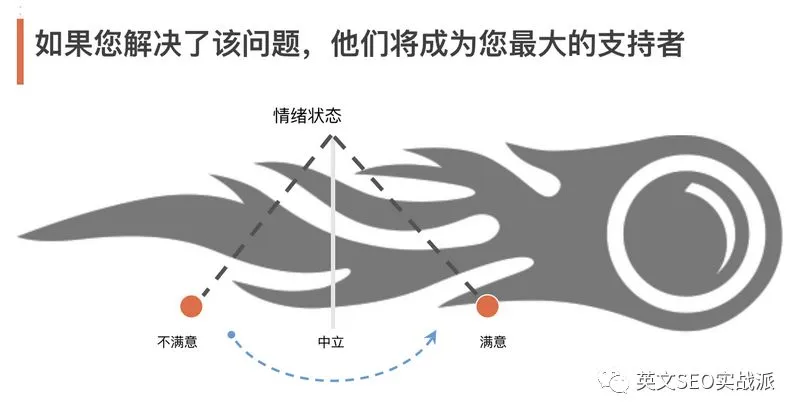 如果您解决了该问题，他们将成为您最大的支持者
情绪状态
不满意
中立
满意
英文SEO实战派